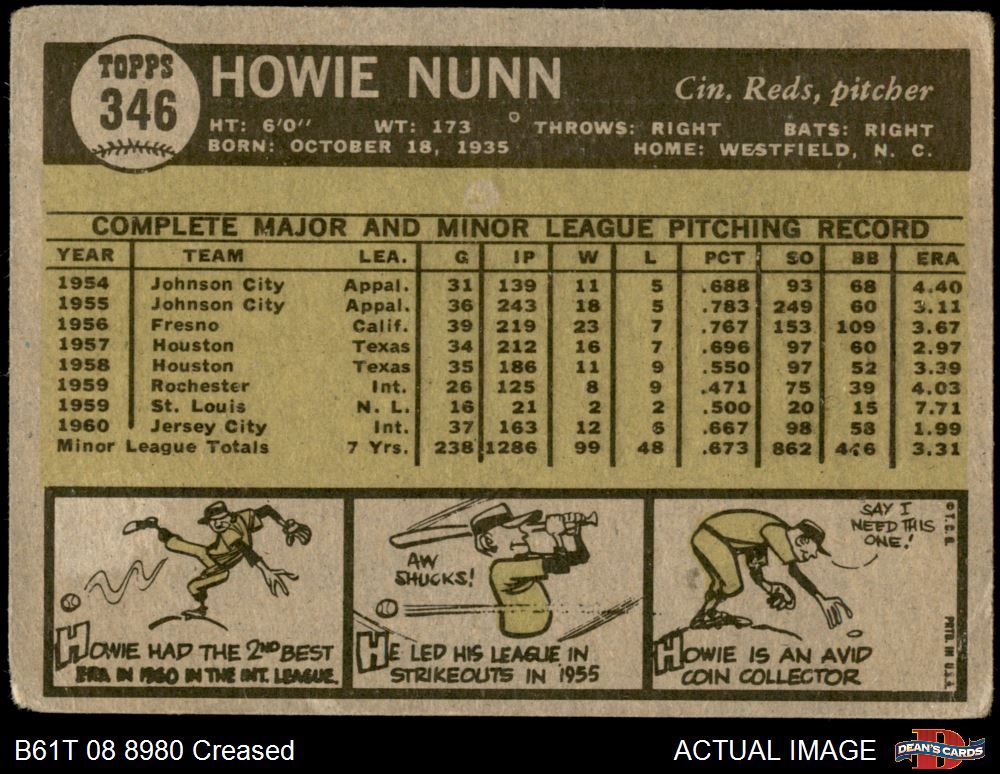 TOPPS
346
HOWIE NUNN
Cin. Reds, pitcher
HT: 6'0" WT: 173 THROWS: RIGHT BATS: RIGHT
BORN: OCTOBER 18, 1935 HOME: WESTFIELD, N. C.
COMPLETE MAJOR AND MINOR LEAGUE PITCHING RECORD
YEAR TEAM LEA. G IP W L PCT SO BB ERA
1954 Johnson City Appal. 31 139 11 5 .688 93 68 4.40
1955 Johnson City Appal. 36 243 18 5 .783 249 60 3.11
1956 Fresno Calif. 39 219 23 7 .767 153 109 3.67
1957 Houston Texas 34 212 16 7 .696 97 60 2.97
1958 Houston Texas 35 186 11 9 .550 97 52 3.39
1959 Rochester Int. 26 125 8 9 .471 75 39 4.03
1959 St. Louis N. L. 16 21 2 2 .500 20 15 7.71
1960 Jersey City Int. 37 163 12 6 .667 98 58 1.99
Minor League Totals 7 Yrs. 238 1286 99 48 .673 862 446 3.31
HOWIE HAD THE 2ND BEST
ERA IN 1960 IN THE INT. LEAGUE.
AW
SHUCKS!
HE LED HIS LEAGUE IN
STRIKEOUTS IN 1955
SAY I
NEED THIS
ONE!
HOWIE IS AN AVID
COIN COLLECTOR
© T.C.G.
PRTD. IN U.S.A.
B61T 08 8980 Creased
ACTUAL IMAGE
D
DEAN'S CARDS